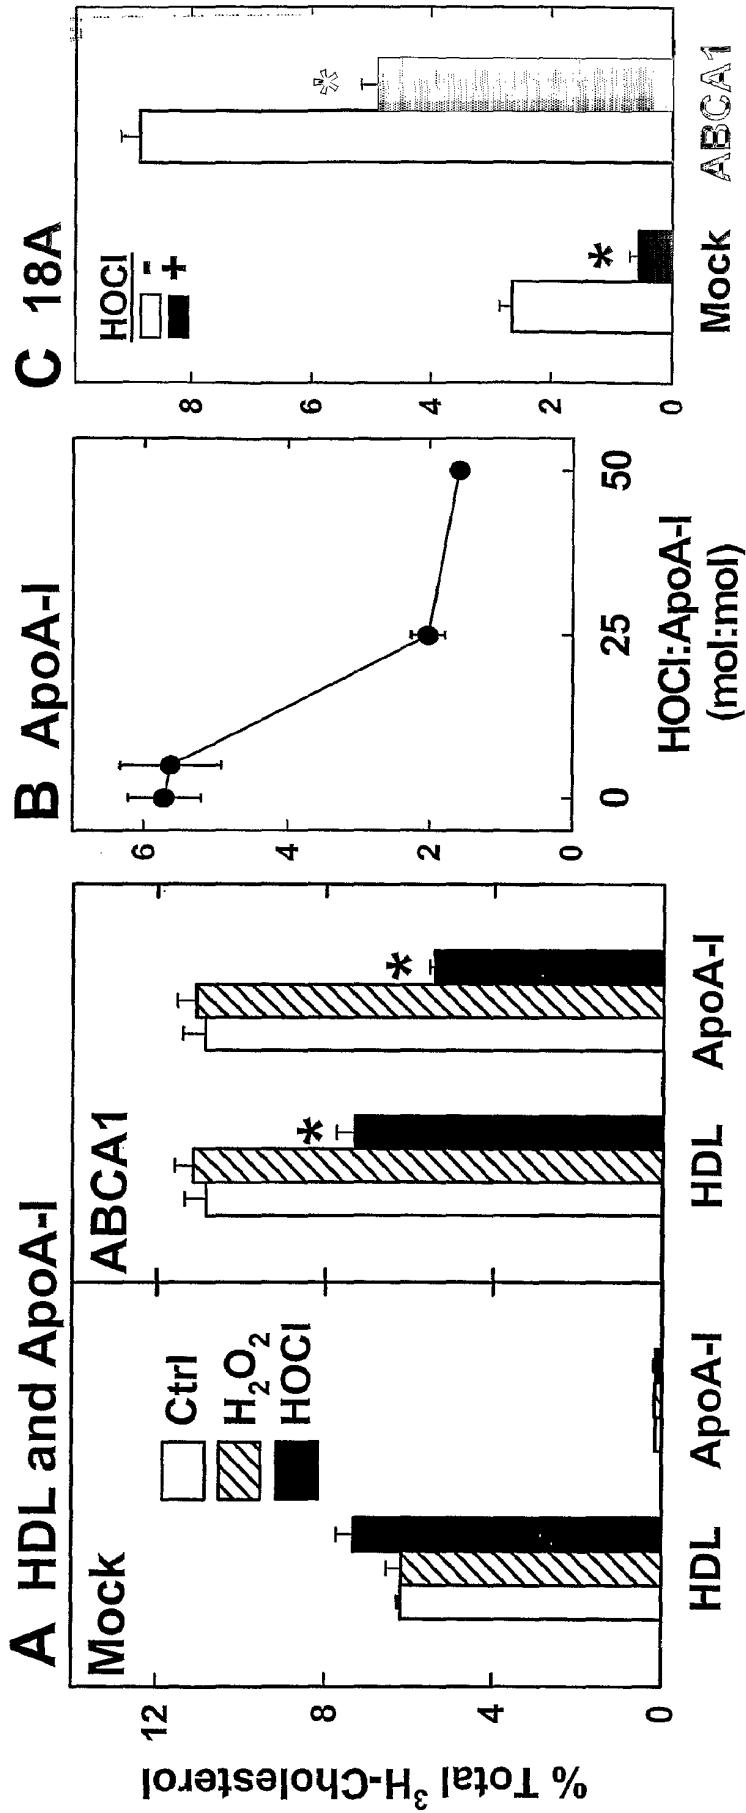 A HDL and ApoA-I
% Total ³H-Cholesterol
12
8
4
0
Mock
Ctrl
H₂O₂
HOCl
HDL
ApoA-I
ABCA1
*
*
HDL
ApoA-I
B ApoA-I
6
4
2
0
0
25
50
HOCl:ApoA-I
(mol:mol)
C 18A
HOCl
-
+
8
6
4
2
0
*
*
Mock
ABCA1